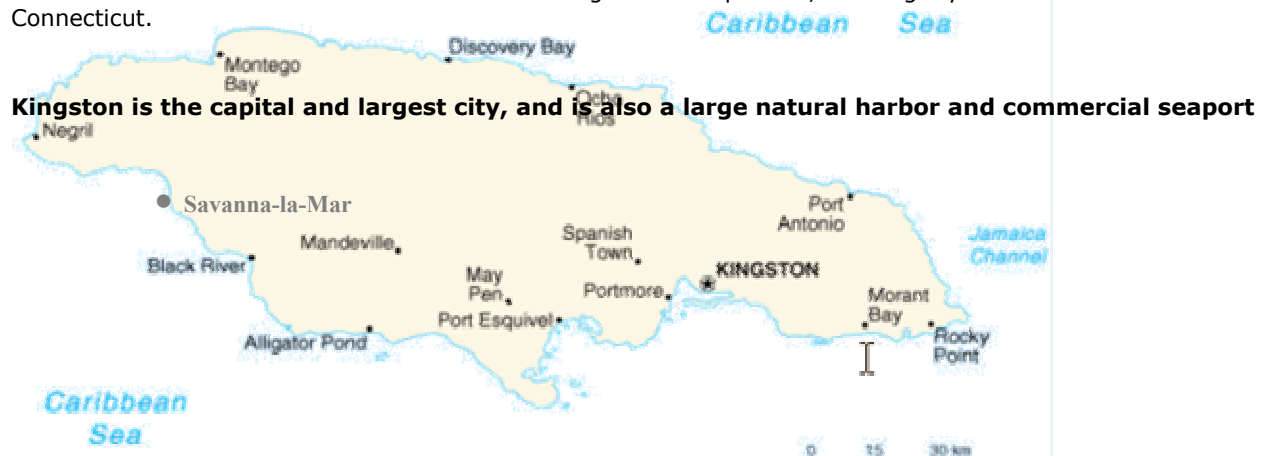 Connecticut.
Caribbean Sea
Discovery Bay
Montego
Bay
Ocho
Rios
Kingston is the capital and largest city, and is also a large natural harbor and commercial seaport
Negril
Savanna-la-Mar
Port
Antonio
Jamaica
Channel
Spanish
Town
Mandeville
Black River
KINGSTON
May
Pen
Portmore
Morant
Bay
Port Esquivel
Alligator Pond
Rocky
Point
Caribbean
Sea
0 15 30 km